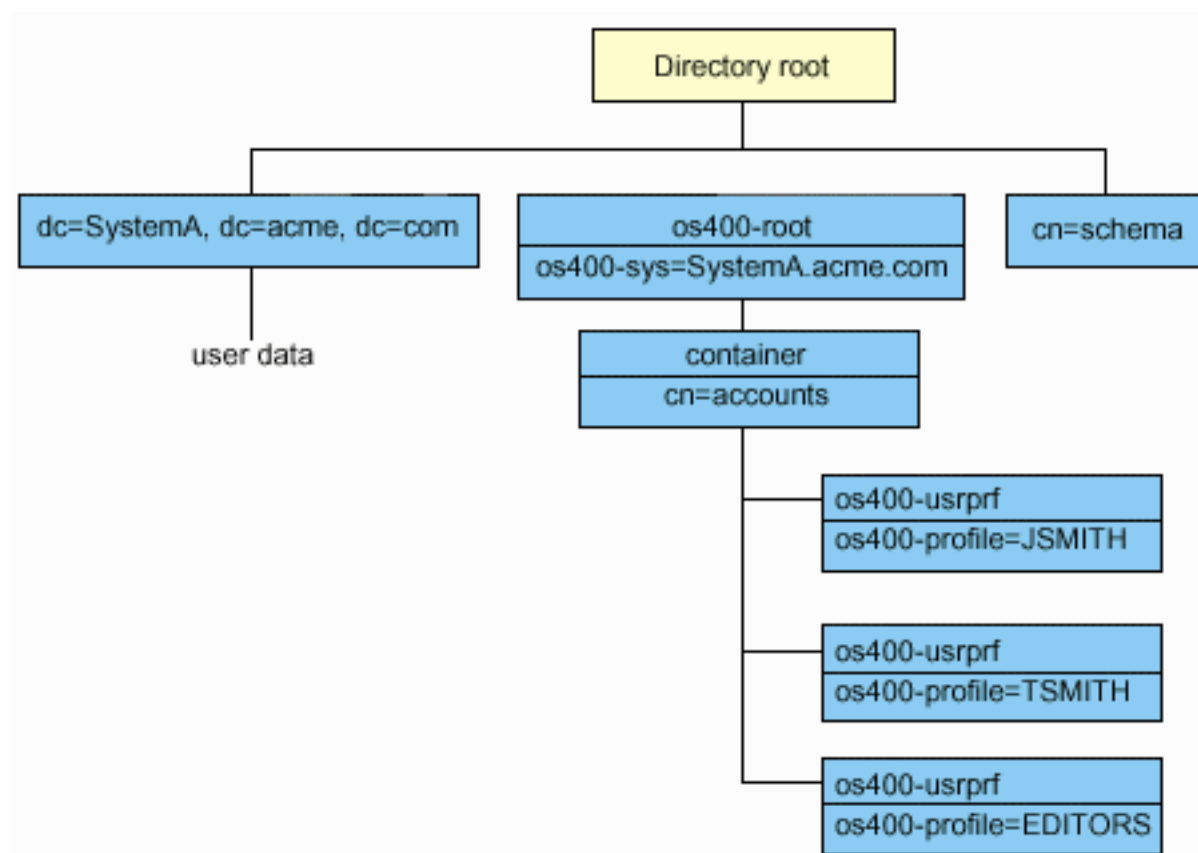 Directory root
dc=SystemA, dc=acme, dc=com
os400-root
os400-sys=SystemA.acme.com
cn=schema
user data
container
cn=accounts
os400-usrprf
os400-profile=JSMITH
os400-usrprf
os400-profile=TSMITH
os400-usrprf
os400-profile=EDITORS